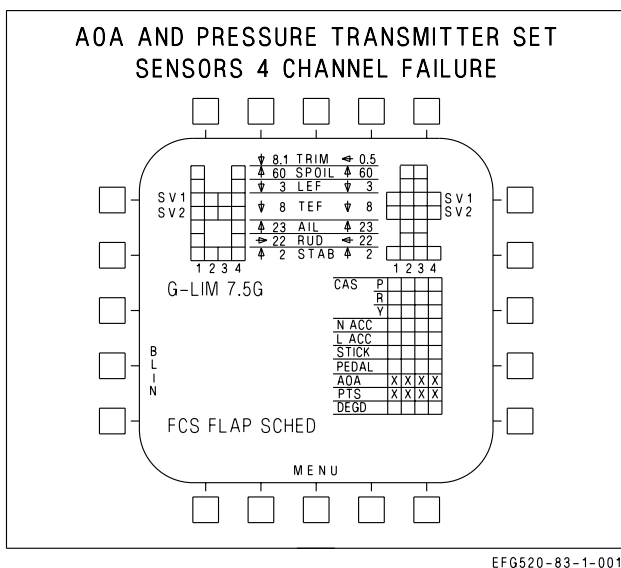 AOA AND PRESSURE TRANSMITTER SET
SENSORS 4 CHANNEL FAILURE
8.1 TRIM 0.5
60 SPOIL 60
3 LEF 3
SV1 8 TEF 8 SV1
SV2 SV2
23 AIL 23
22 RUD 22
2 STAB 2
1 2 3 4 1 2 3 4
G-LIM 7.5G
CAS P
R
Y
N ACC
L ACC
STICK
PEDAL
AOA X X X X
PTS X X X X
DEGD
BLIN
FCS FLAP SCHED
MENU
EFG520-83-1-001